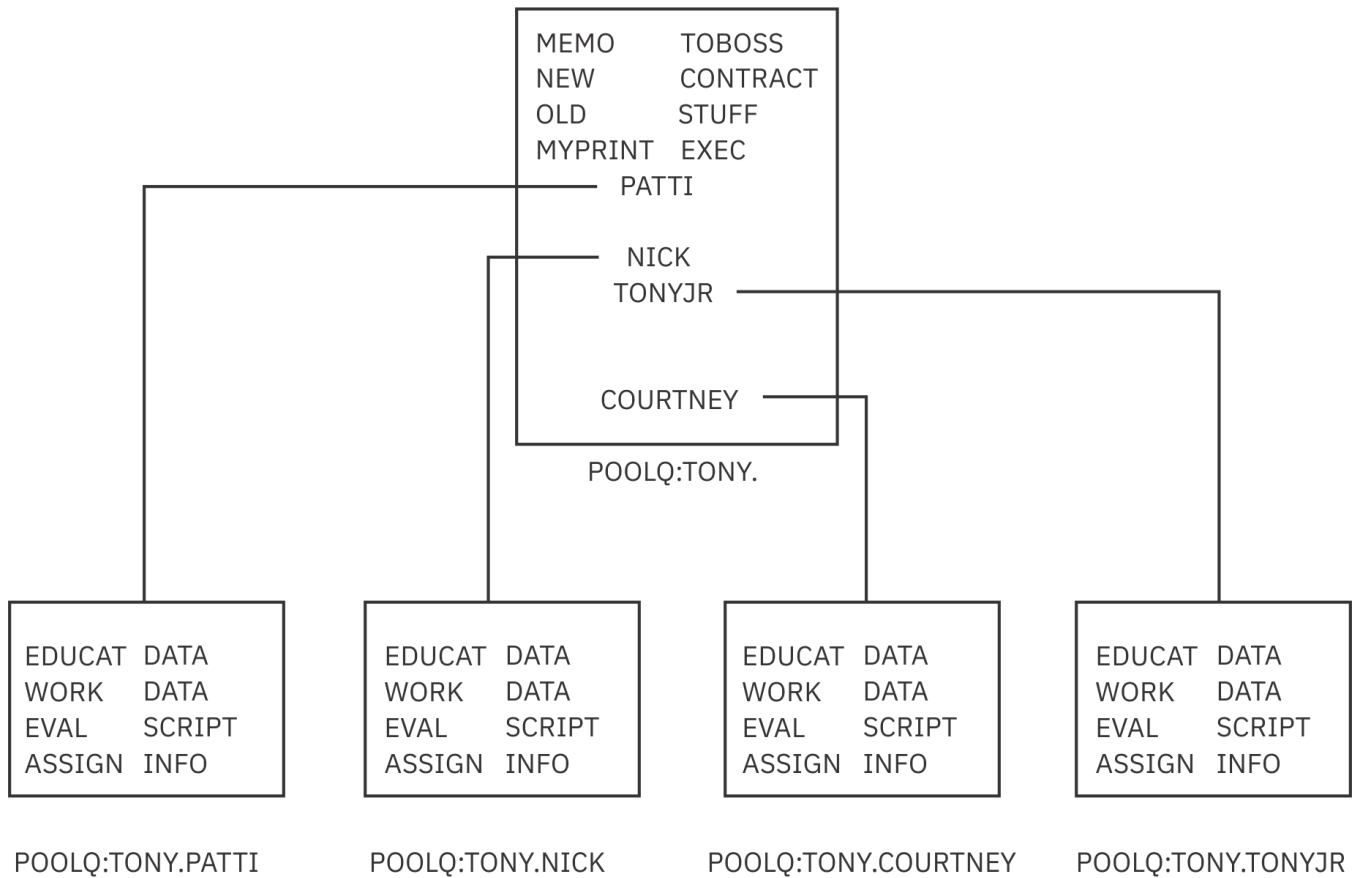 MEMO TOBOSS
NEW CONTRACT
OLD STUFF
MYPRINT EXEC
PATTI
NICK
TONYJR
COURTNEY
POOLQ:TONY.
EDUCAT DATA
WORK DATA
EVAL SCRIPT
ASSIGN INFO
POOLQ:TONY.PATTI
EDUCAT DATA
WORK DATA
EVAL SCRIPT
ASSIGN INFO
POOLQ:TONY.NICK
EDUCAT DATA
WORK DATA
EVAL SCRIPT
ASSIGN INFO
POOLQ:TONY.COURTNEY
EDUCAT DATA
WORK DATA
EVAL SCRIPT
ASSIGN INFO
POOLQ:TONY.TONYJR